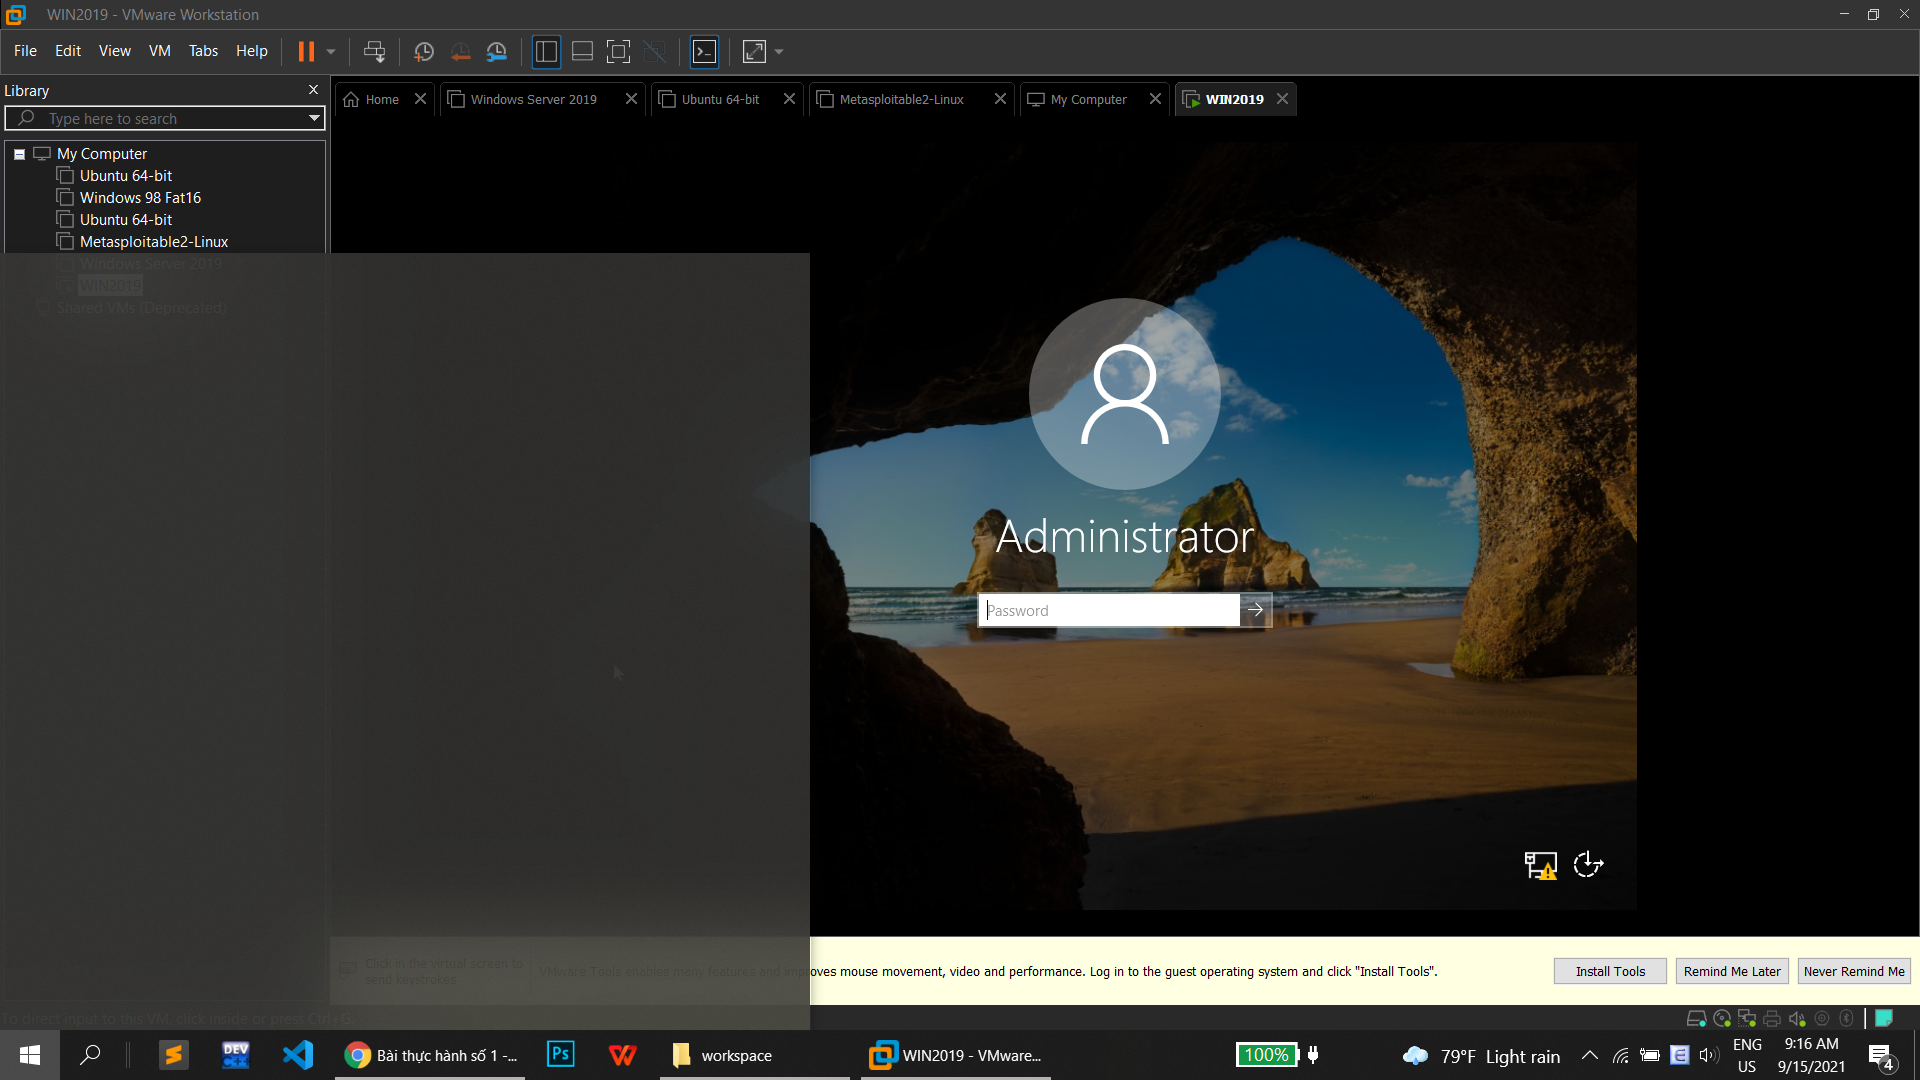 WIN2019 - VMware Workstation
File Edit View VM Tabs Help
Library
Type here to search
Home
Windows Server 2019
Ubuntu 64-bit
Metasploitable2-Linux
My Computer
WIN2019
My Computer
Ubuntu 64-bit
Windows 98 Fat16
Ubuntu 64-bit
Metasploitable2-Linux
Windows Server 2019
WIN2019
Shared VMs (Deprecated)
Administrator
Password
Click in the virtual screen to
send keystrokes
VMware Tools enables many features and improves mouse movement, video and performance. Log in to the guest operating system and click "Install Tools".
Install Tools
Remind Me Later
Never Remind Me
To direct input to this VM, click inside or press Ctrl+G.
DEV
C++
Bài thực hành số 1 -...
Ps
workspace
WIN2019 - VMware...
100%
79°F Light rain
E
ENG
US
9:16 AM
9/15/2021
4